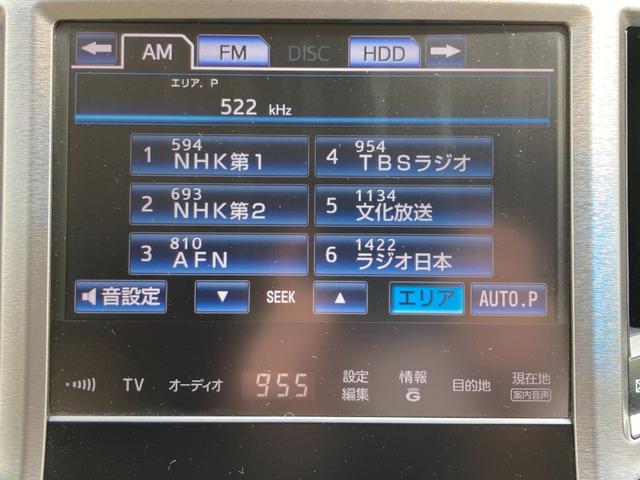 AM FM DISC HDD
エリア.P
522 kHz
1 594 NHK第1
4 954 TBSラジオ
2 693 NHK第2
5 1134 文化放送
3 810 AFN
6 1422 ラジオ日本
音設定 ▼ SEEK ▲ エリア AUTO.P
TV オーディオ 955 設定編集 情報G 目的地 現在地
案内音声